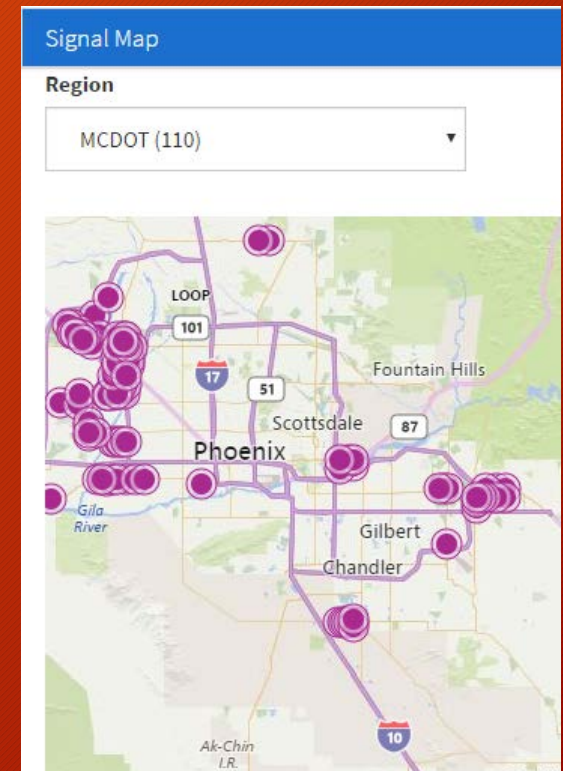 Signal Map
Region
MCDOT (110)
LOOP
101
17
51
Fountain Hills
Scottsdale
87
Phoenix
Gila
River
Gilbert
Chandler
10
Ak-Chin
I.R.